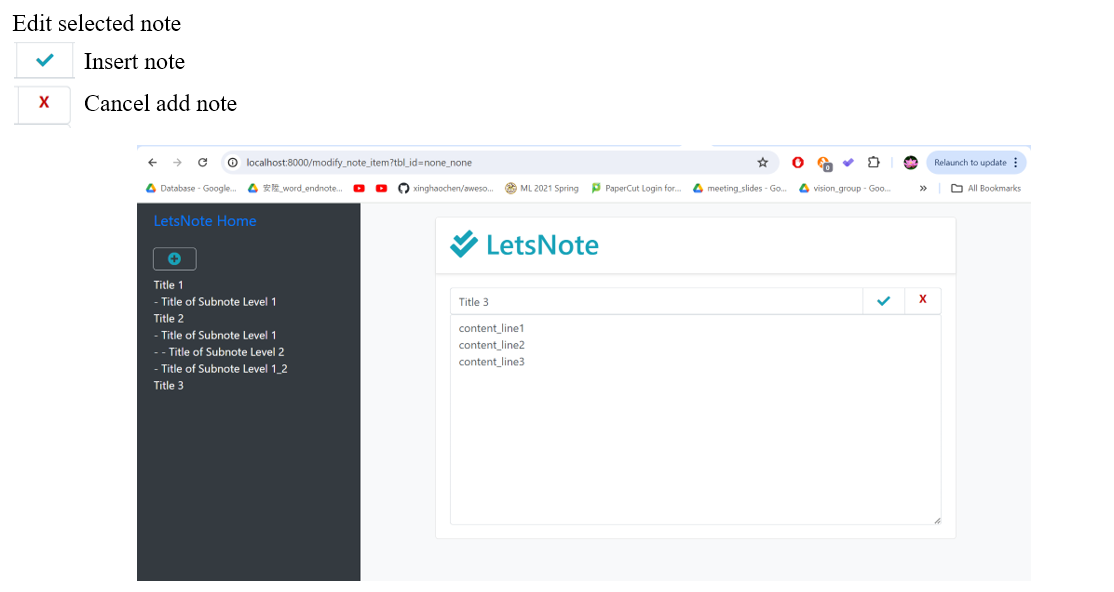 Edit selected note
Insert note
X
Cancel add note
localhost:8000/modify_note_item?tbl_id=none_none
0
Relaunch to update
Database - Google...
安隆_word_endnote...
xinghaochen/aweso...
ML 2021 Spring
PaperCut Login for...
meeting_slides - Go...
vision_group - Goo...
»
All Bookmarks
LetsNote Home
Title 1
- Title of Subnote Level 1
Title 2
- Title of Subnote Level 1
- - Title of Subnote Level 2
- Title of Subnote Level 1_2
Title 3
LetsNote
Title 3
X
content_line1
content_line2
content_line3